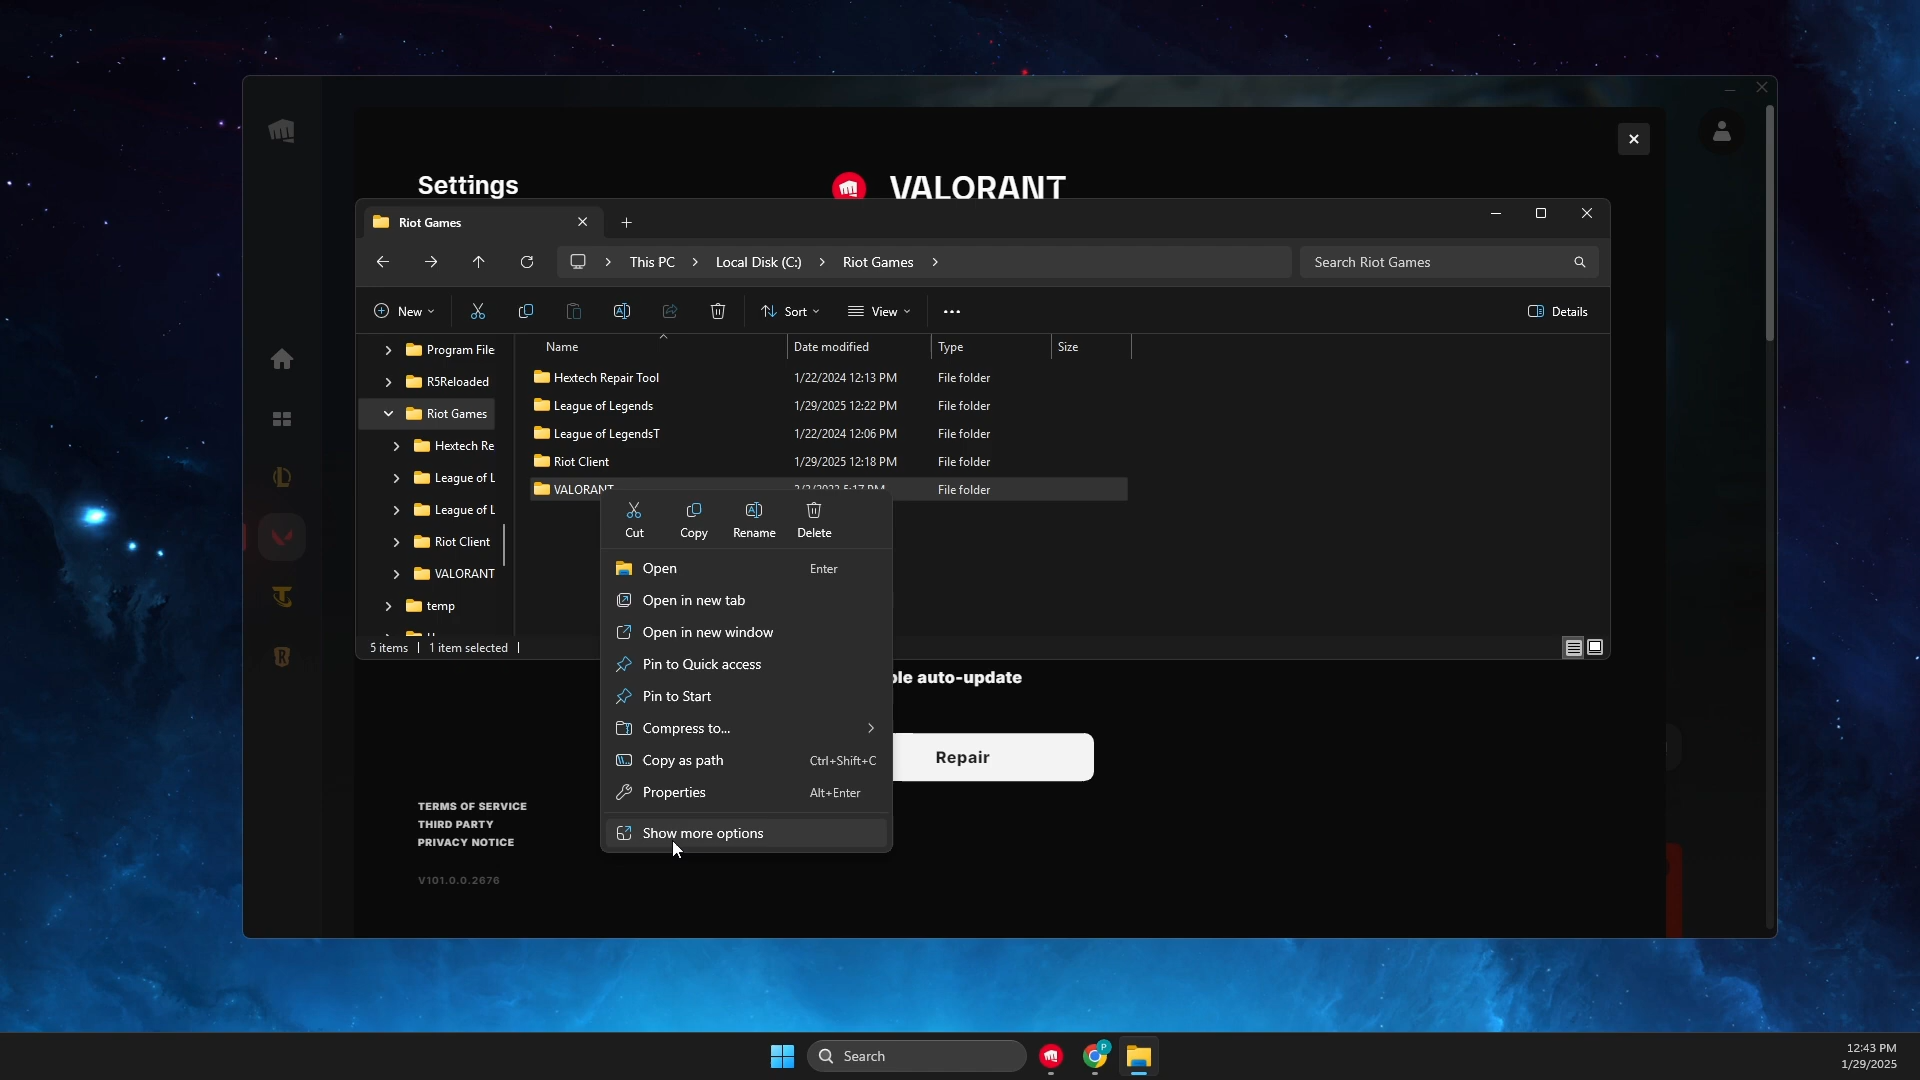 Settings
VALORANT
Riot Games
This PC
Local Disk (C:)
Riot Games
Search Riot Games
New
Sort
View
Details
Program File
R5Reloaded
Riot Games
Hextech Re
League of L
League of L
Riot Client
VALORANT
temp
Name
Date modified
Type
Size
Hextech Repair Tool
1/22/2024 12:13 PM
File folder
League of Legends
1/29/2025 12:22 PM
File folder
League of LegendsT
1/22/2024 12:06 PM
File folder
Riot Client
1/29/2025 12:18 PM
File folder
VALORANT
File folder
5 items
1 item selected
Cut
Copy
Rename
Delete
Open
Enter
Open in new tab
Open in new window
Pin to Quick access
Pin to Start
Compress to...
Copy as path
Ctrl+Shift+C
Properties
Alt+Enter
Show more options
ble auto-update
Repair
TERMS OF SERVICE
THIRD PARTY
PRIVACY NOTICE
V101.0.0.2676
Search
P
12:43 PM
1/29/2025